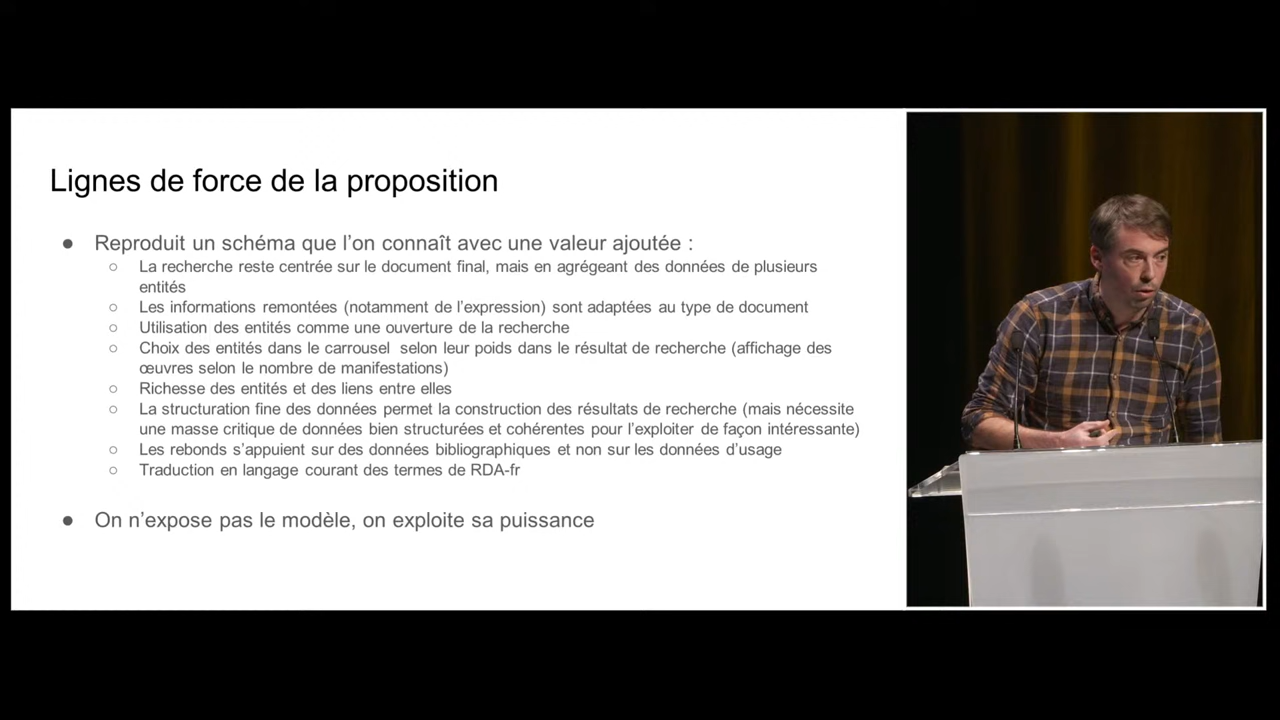 Lignes de force de la proposition
● Reproduit un schéma que l’on connaît avec une valeur ajoutée :
○ La recherche reste centrée sur le document final, mais en agrégeant des données de plusieurs
entités
○ Les informations remontées (notamment de l’expression) sont adaptées au type de document
○ Utilisation des entités comme une ouverture de la recherche
○ Choix des entités dans le carrousel selon leur poids dans le résultat de recherche (affichage des
œuvres selon le nombre de manifestations)
○ Richesse des entités et des liens entre elles
○ La structuration fine des données permet la construction des résultats de recherche (mais nécessite
une masse critique de données bien structurées et cohérentes pour l’exploiter de façon intéressante)
○ Les rebonds s’appuient sur des données bibliographiques et non sur les données d’usage
○ Traduction en langage courant des termes de RDA-fr
● On n’expose pas le modèle, on exploite sa puissance